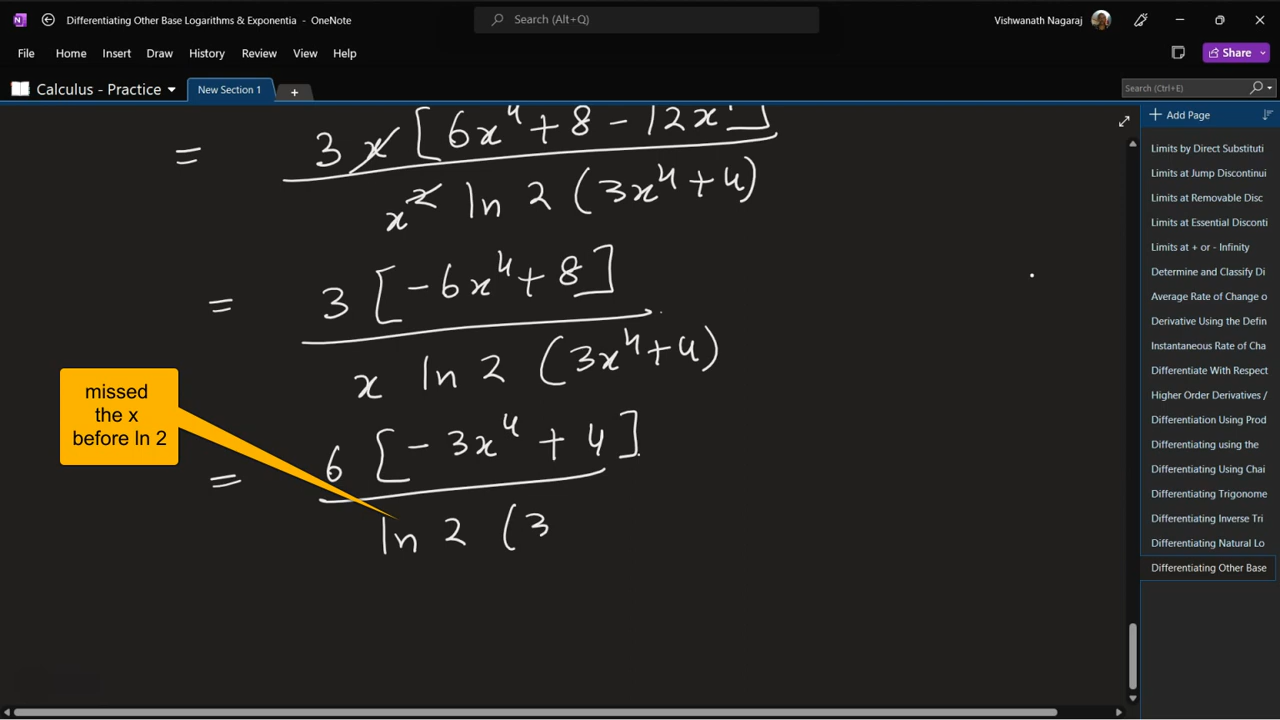 Differentiating Other Base Logarithms & Exponentia - OneNote
Search (Alt+Q)
Vishwanath Nagaraj
File Home Insert Draw History Review View Help
Share
Calculus - Practice
New Section 1
+
Search (Ctrl+E)
Add Page
Limits by Direct Substituti
Limits at Jump Discontinui
Limits at Removable Disc
Limits at Essential Disconti
Limits at + or - Infinity
Determine and Classify Di
Average Rate of Change o
Derivative Using the Defin
Instantaneous Rate of Cha
Differentiate With Respect
Higher Order Derivatives /
Differentiation Using Prod
Differentiating using the
Differentiating Using Chai
Differentiating Trigonome
Differentiating Inverse Tri
Differentiating Natural Lo
Differentiating Other Base
= 3x[6x⁴+8-12x⁴]
x² ln 2 (3x⁴+4)
= 3[-6x⁴+8]
x ln 2 (3x⁴+4)
missed
the x
before ln 2
= 6[-3x⁴+4]
ln 2 (3